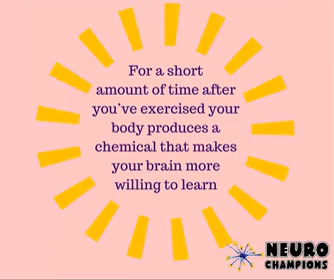 For a short
amount of time after
you've exercised your
body produces a
chemical that makes
your brain more
willing to learn
NEURO
CHAMPIONS